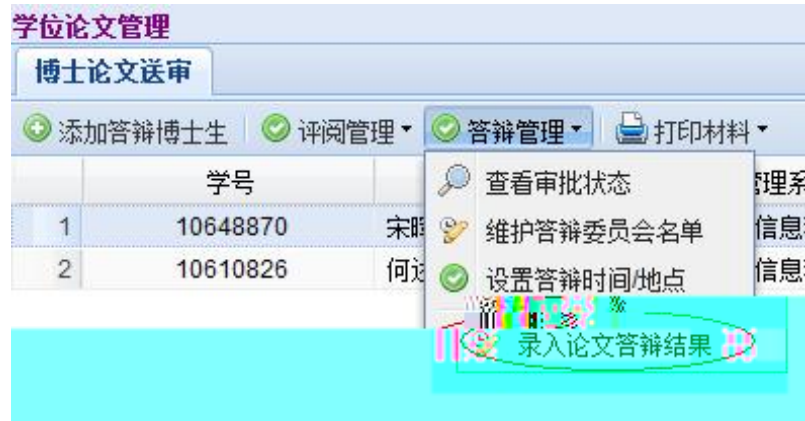 学位论文管理
博士论文送审
添加答辩博士生 评阅管理 答辩管理 打印材料
学号 管理系
查看审批状态
1 10648870 宋 信息
维护答辩委员会名单
2 10610826 何 信息
设置答辩时间/地点
录入论文答辩结果